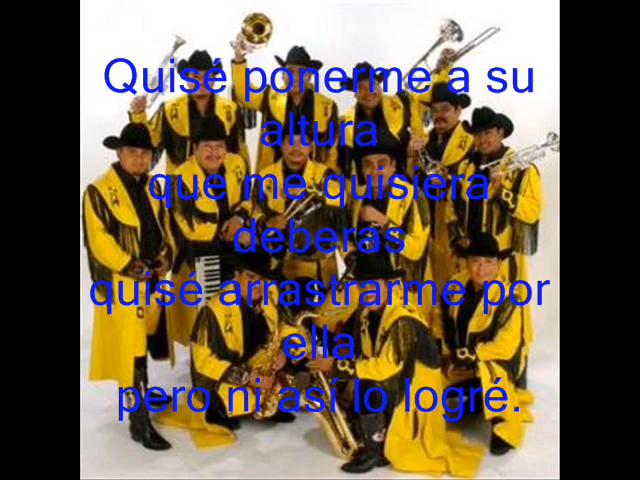 Quisé ponerme a su
altura
que me quisiera
deberas
quisé arrastrarme por
ella
pero ni así lo logré.